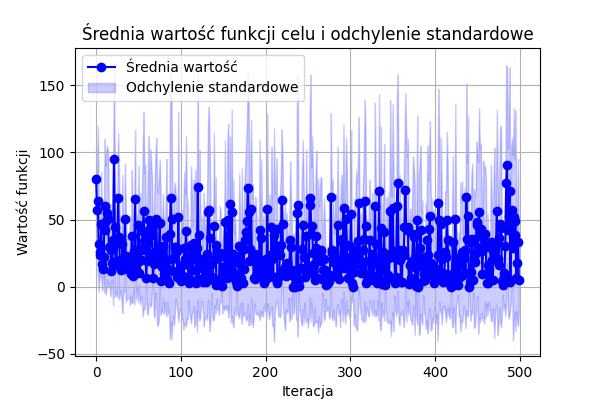 Średnia wartość funkcji celu i odchylenie standardowe
Średnia wartość
Odchylenie standardowe
Wartość funkcji
150
100
50
0
−50
0 100 200 300 400 500
Iteracja